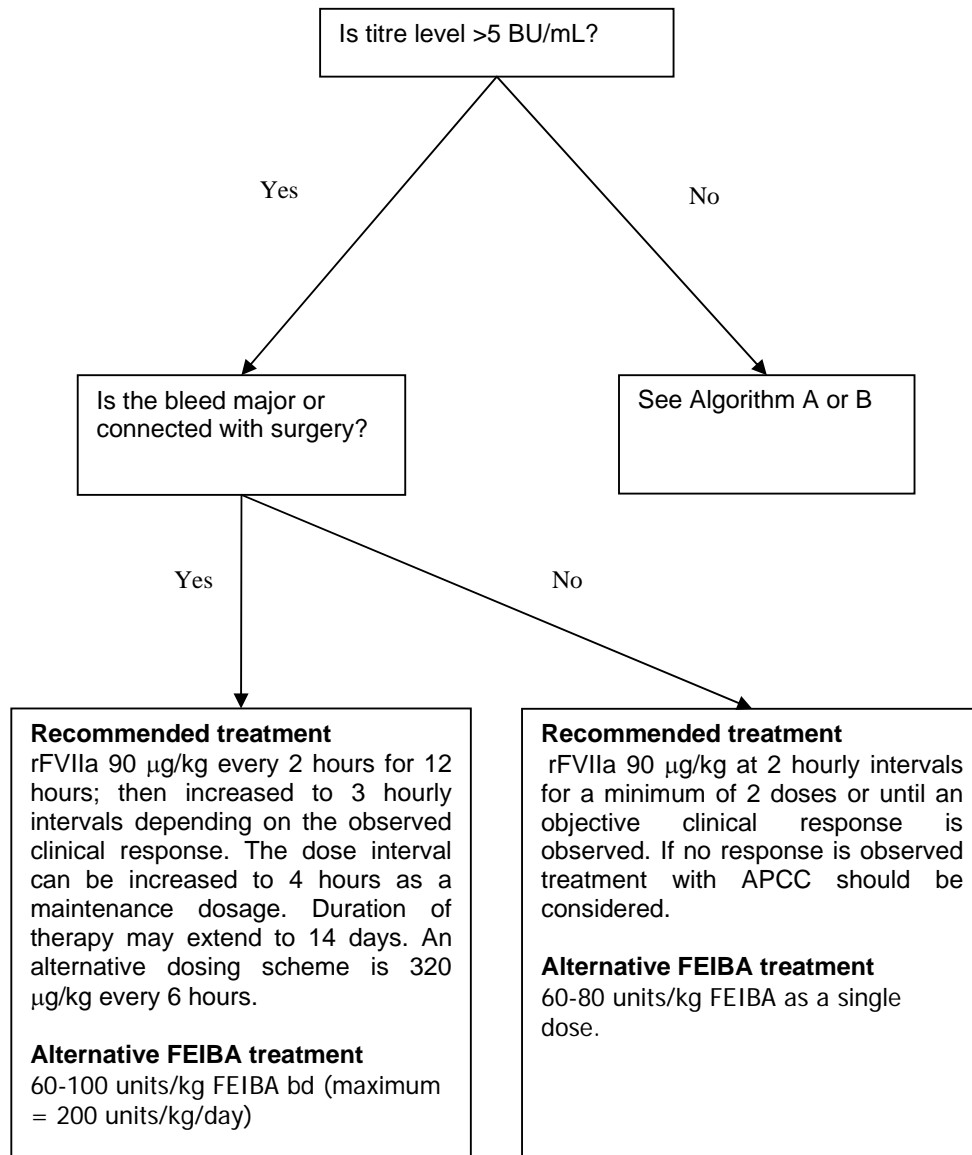 Is titre level >5 BU/mL?
Yes
No
Is the bleed major or
connected with surgery?
See Algorithm A or B
Yes
No
Recommended treatment
rFVIIa 90 μg/kg every 2 hours for 12
hours; then increased to 3 hourly
intervals depending on the observed
clinical response. The dose interval
can be increased to 4 hours as a
maintenance dosage. Duration of
therapy may extend to 14 days. An
alternative dosing scheme is 320
μg/kg every 6 hours.
Alternative FEIBA treatment
60-100 units/kg FEIBA bd (maximum
= 200 units/kg/day)
Recommended treatment
rFVIIa 90 μg/kg at 2 hourly intervals
for a minimum of 2 doses or until an
objective clinical response is
observed. If no response is observed
treatment with APCC should be
considered.
Alternative FEIBA treatment
60-80 units/kg FEIBA as a single
dose.